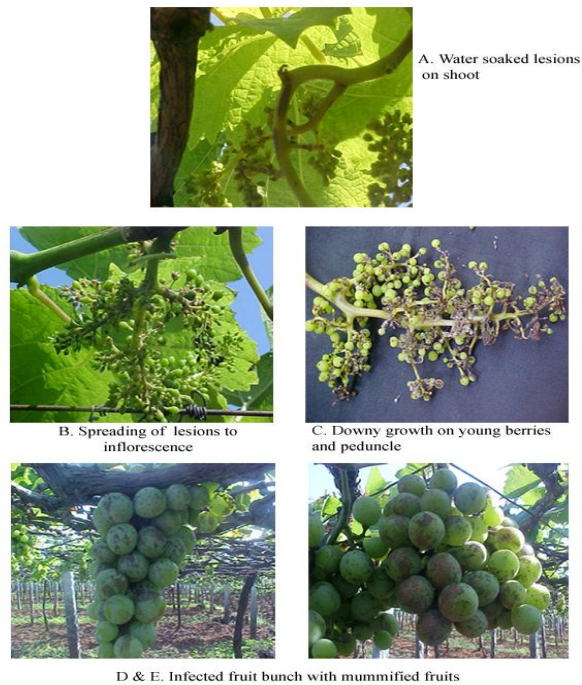 A. Water soaked lesions
on shoot
B. Spreading of lesions to
inflorescence
C. Downy growth on young berries
and peduncle
D & E. Infected fruit bunch with mummified fruits